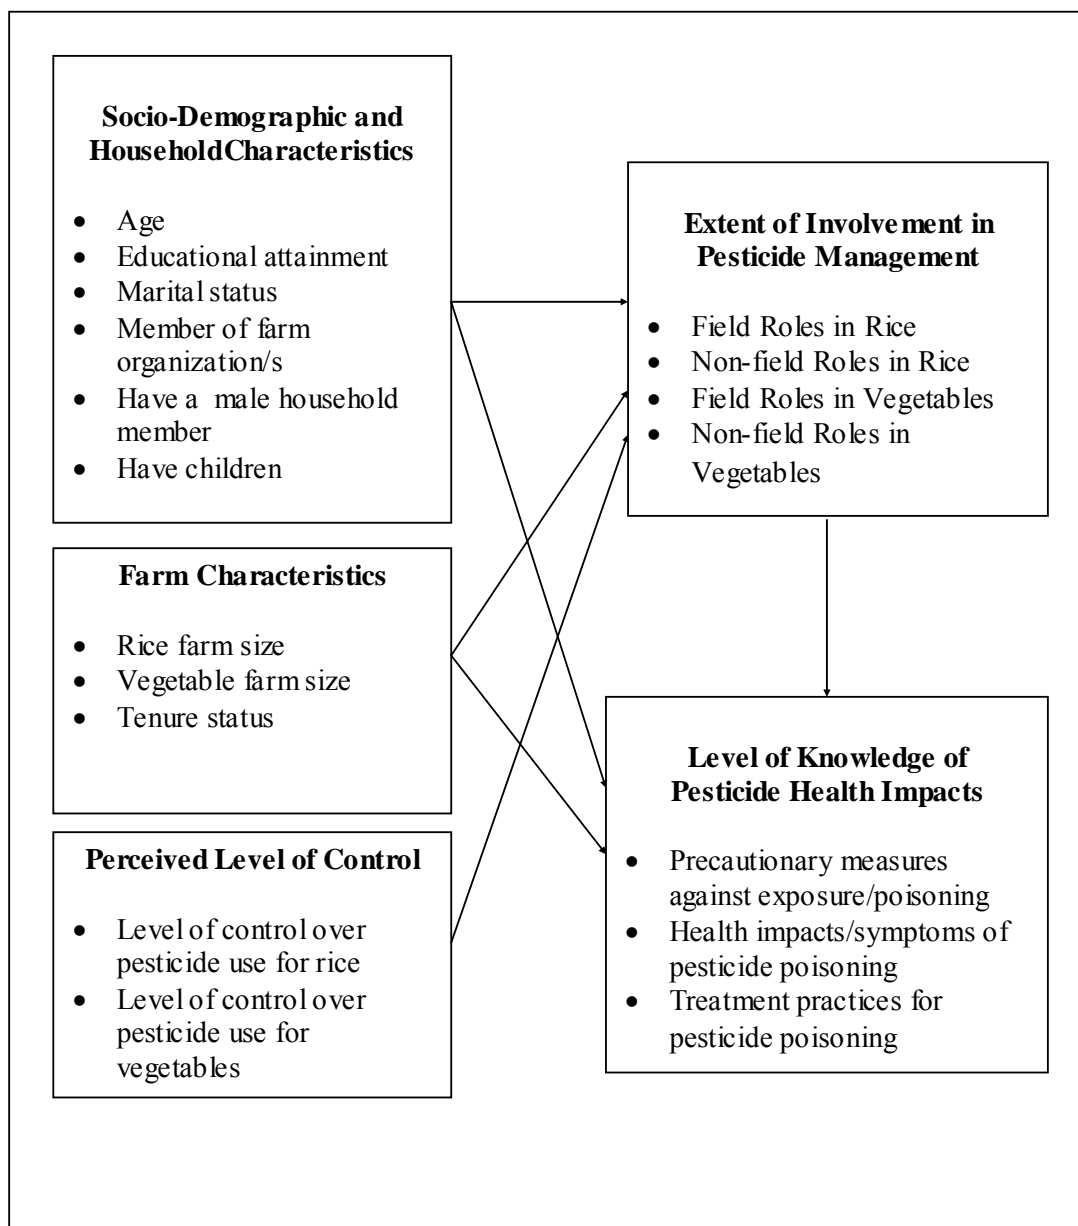 Socio-Demographic and
Household Characteristics
• Age
• Educational attainment
• Marital status
• Member of farm
organization/s
• Have a male household
member
• Have children
Farm Characteristics
• Rice farm size
• Vegetable farm size
• Tenure status
Perceived Level of Control
• Level of control over
pesticide use for rice
• Level of control over
pesticide use for
vegetables
Extent of Involvement in
Pesticide Management
• Field Roles in Rice
• Non-field Roles in Rice
• Field Roles in Vegetables
• Non-field Roles in
Vegetables
Level of Knowledge of
Pesticide Health Impacts
• Precautionary measures
against exposure/poisoning
• Health impacts/symptoms of
pesticide poisoning
• Treatment practices for
pesticide poisoning